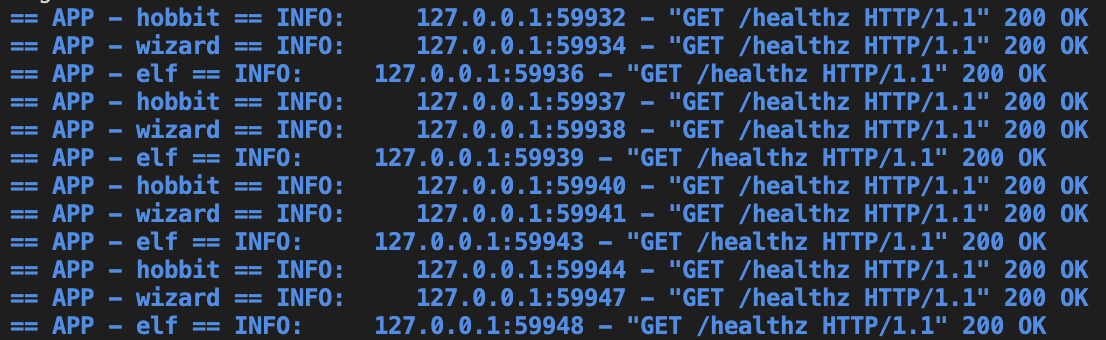 == APP - hobbit == INFO:     127.0.0.1:59932 - "GET /healthz HTTP/1.1" 200 OK
== APP - wizard == INFO:     127.0.0.1:59934 - "GET /healthz HTTP/1.1" 200 OK
== APP - elf == INFO:     127.0.0.1:59936 - "GET /healthz HTTP/1.1" 200 OK
== APP - hobbit == INFO:     127.0.0.1:59937 - "GET /healthz HTTP/1.1" 200 OK
== APP - wizard == INFO:     127.0.0.1:59938 - "GET /healthz HTTP/1.1" 200 OK
== APP - elf == INFO:     127.0.0.1:59939 - "GET /healthz HTTP/1.1" 200 OK
== APP - hobbit == INFO:     127.0.0.1:59940 - "GET /healthz HTTP/1.1" 200 OK
== APP - wizard == INFO:     127.0.0.1:59941 - "GET /healthz HTTP/1.1" 200 OK
== APP - elf == INFO:     127.0.0.1:59943 - "GET /healthz HTTP/1.1" 200 OK
== APP - hobbit == INFO:     127.0.0.1:59944 - "GET /healthz HTTP/1.1" 200 OK
== APP - wizard == INFO:     127.0.0.1:59947 - "GET /healthz HTTP/1.1" 200 OK
== APP - elf == INFO:     127.0.0.1:59948 - "GET /healthz HTTP/1.1" 200 OK